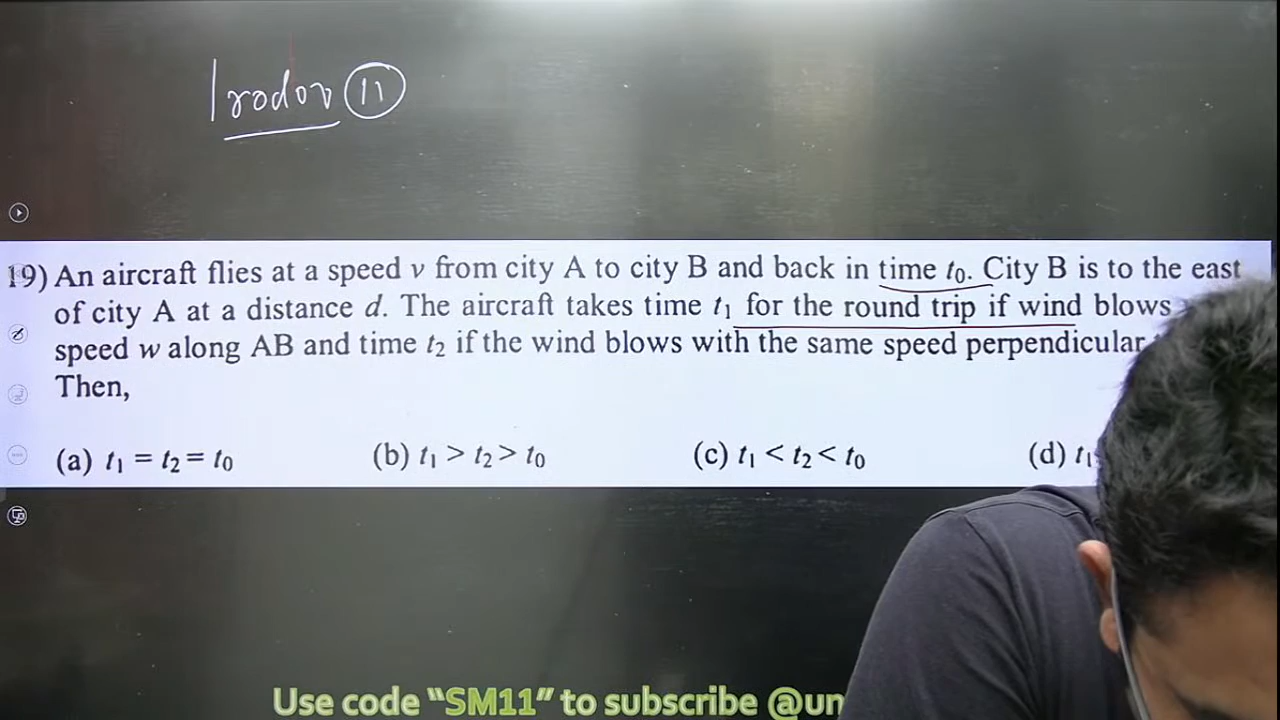 Irodov 11
19) An aircraft flies at a speed v from city A to city B and back in time t₀. City B is to the east
of city A at a distance d. The aircraft takes time t₁ for the round trip if wind blows
speed w along AB and time t₂ if the wind blows with the same speed perpendicular
Then,
(a) t₁ = t₂ = t₀ (b) t₁ > t₂ > t₀ (c) t₁ < t₂ < t₀ (d) t₁
Use code "SM11" to subscribe @un